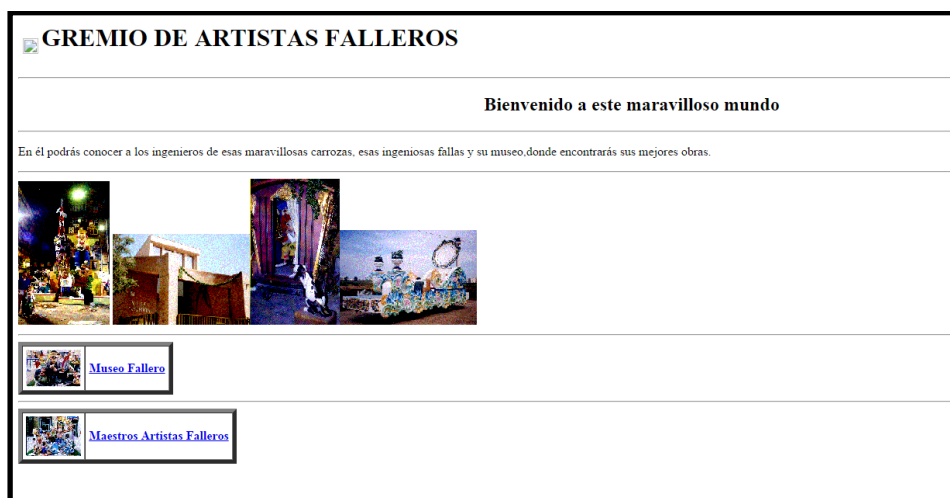 GREMIO DE ARTISTAS FALLEROS
Bienvenido a este maravilloso mundo
En él podrás conocer a los ingenieros de esas maravillosas carrozas, esas ingeniosas fallas y su museo,donde encontrarás sus mejores obras.
Museo Fallero
Maestros Artistas Falleros